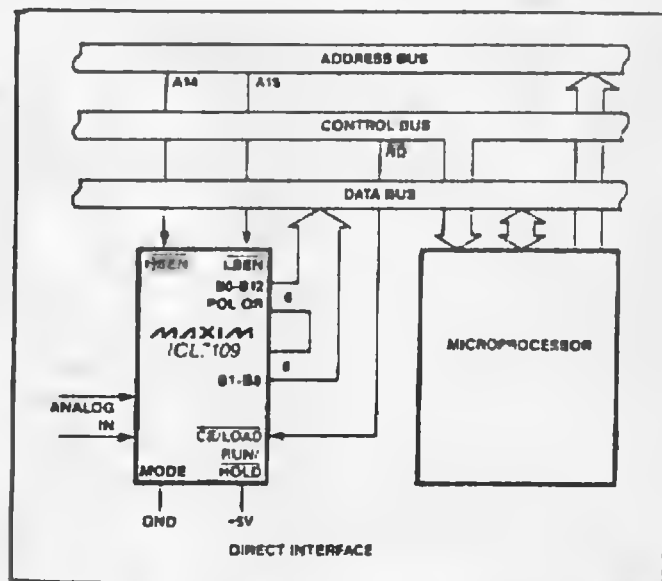 ADDRESS BUS
A14 A15
CONTROL BUS
RD
DATA BUS
HBEN LBEN
B9-B12 6
POL OR
MAXIM
ICL7109
8
B1-B8
MICROPROCESSOR
ANALOG
IN
CE/LOAD
RUN/
MODE HOLD
GND +5V
DIRECT INTERFACE